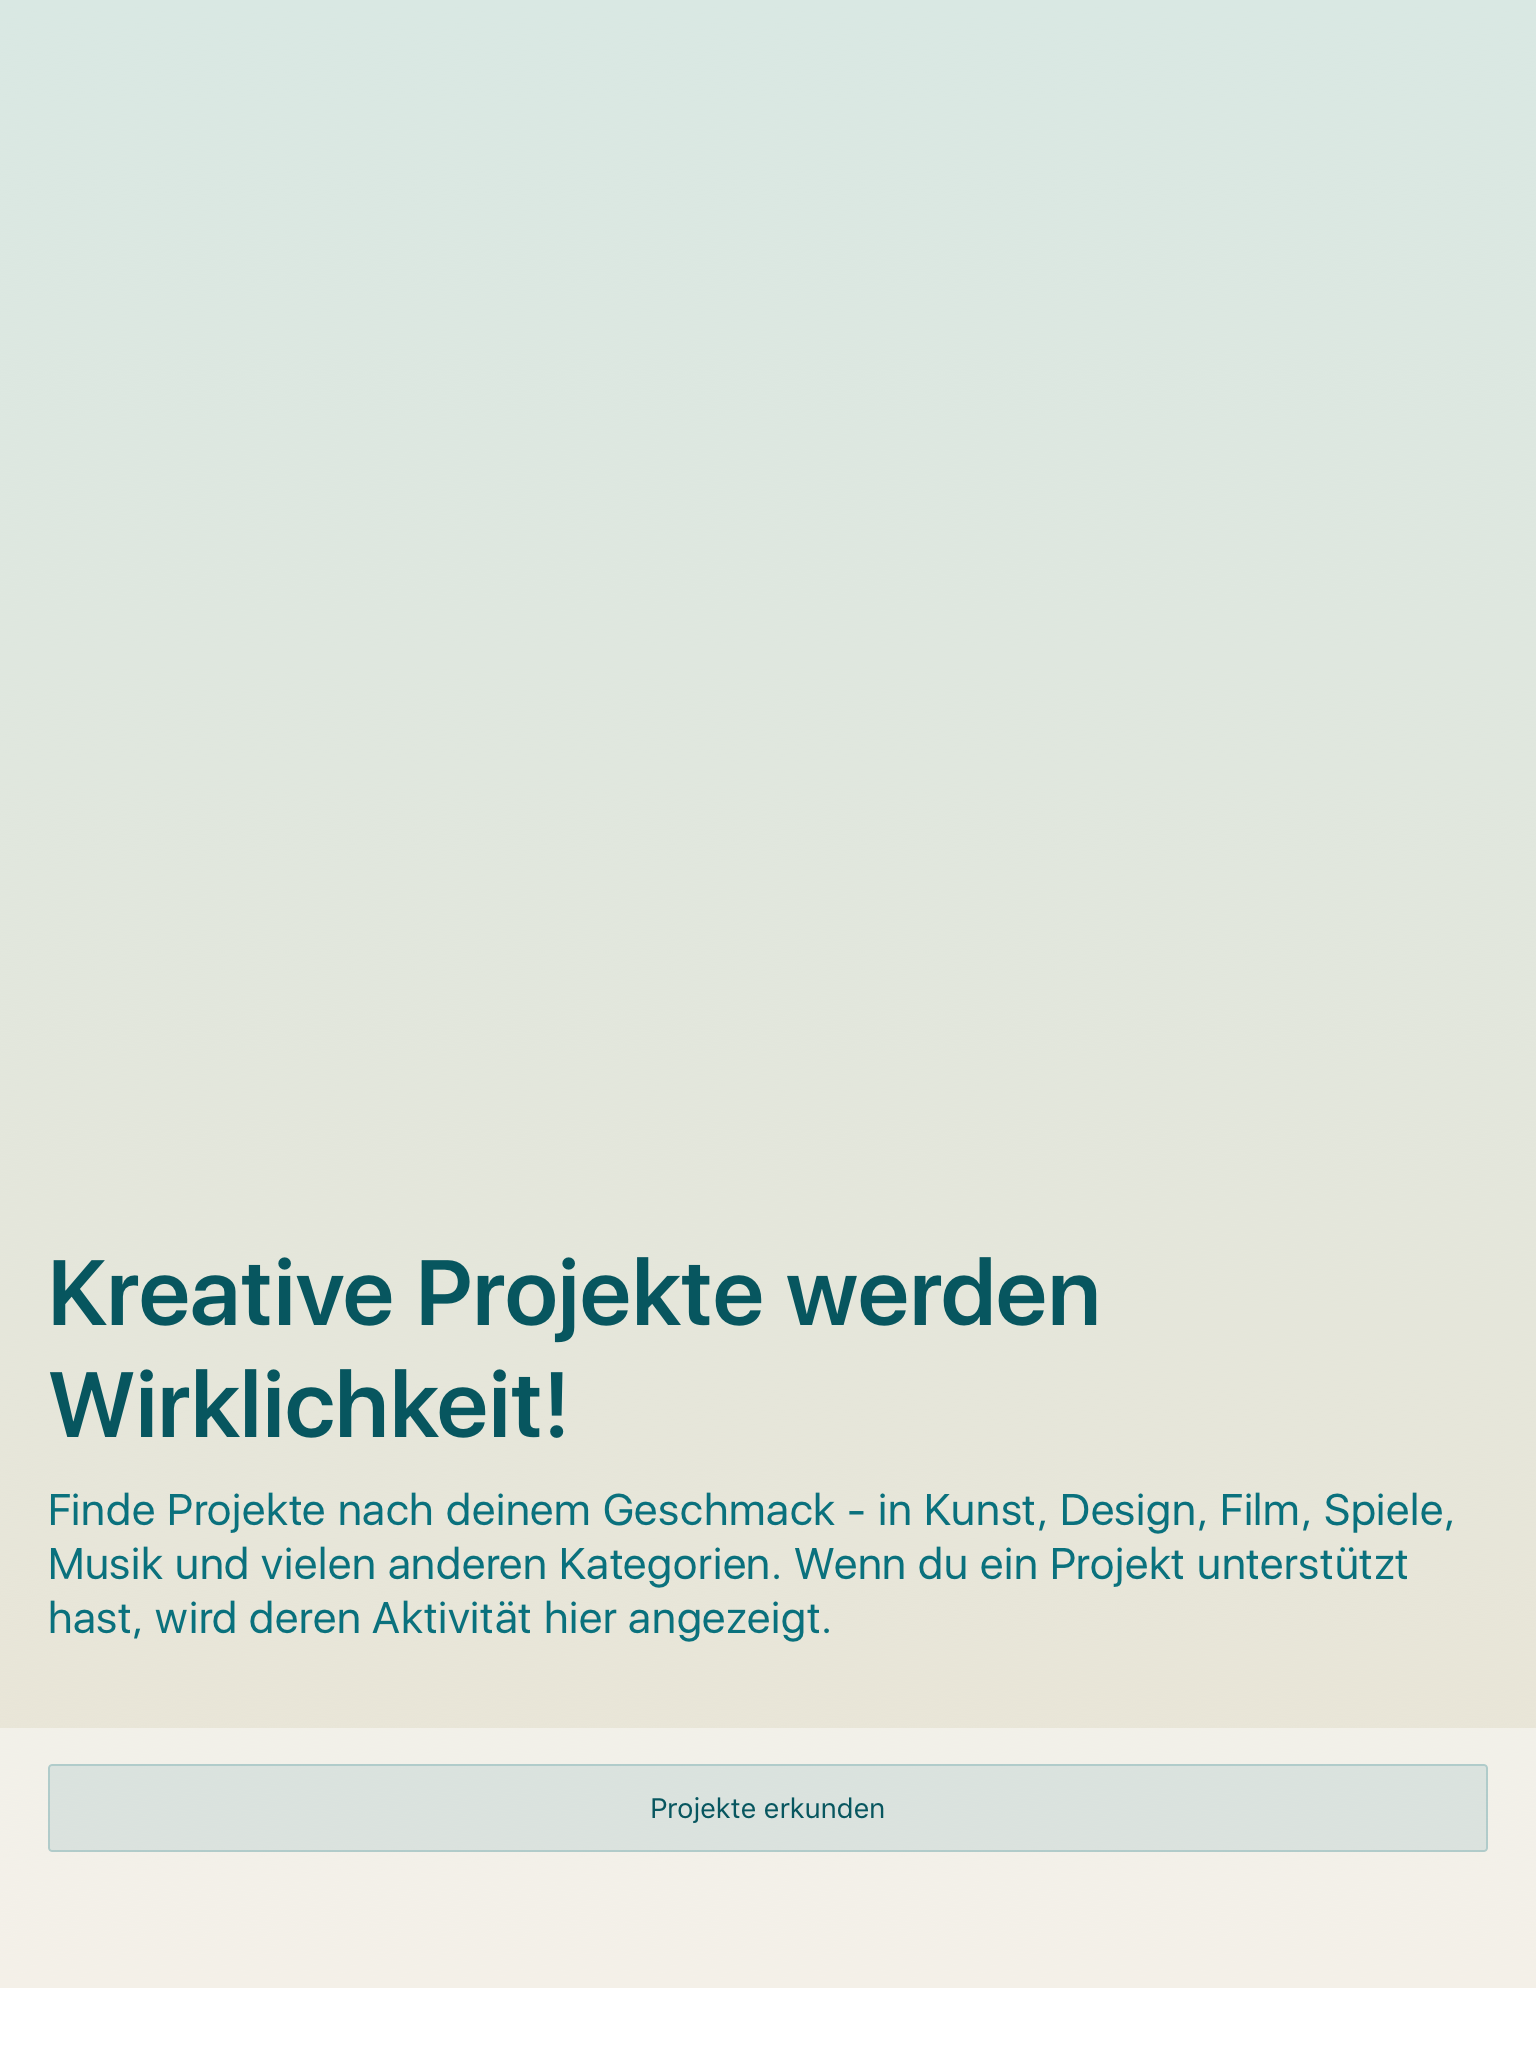 Kreative Projekte werden
Wirklichkeit!
Finde Projekte nach deinem Geschmack - in Kunst, Design, Film, Spiele,
Musik und vielen anderen Kategorien. Wenn du ein Projekt unterstützt
hast, wird deren Aktivität hier angezeigt.
Projekte erkunden